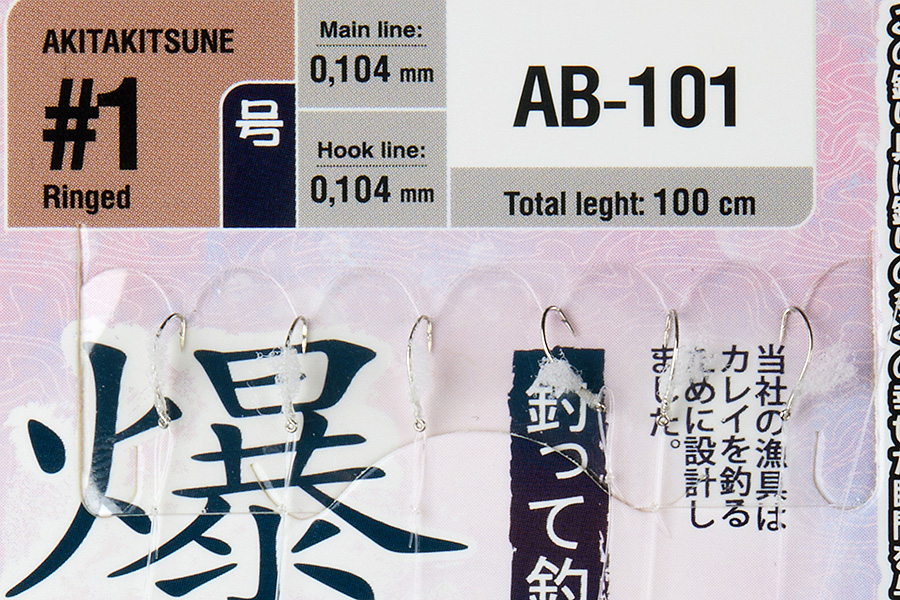 AKITAKITSUNE
#1
Ringed
号
Main line:
0,104 mm
Hook line:
0,104 mm
AB-101
Total leght: 100 cm
爆
釣って釣
当社の漁具は
カレイを釣る
ために設計し
ました。